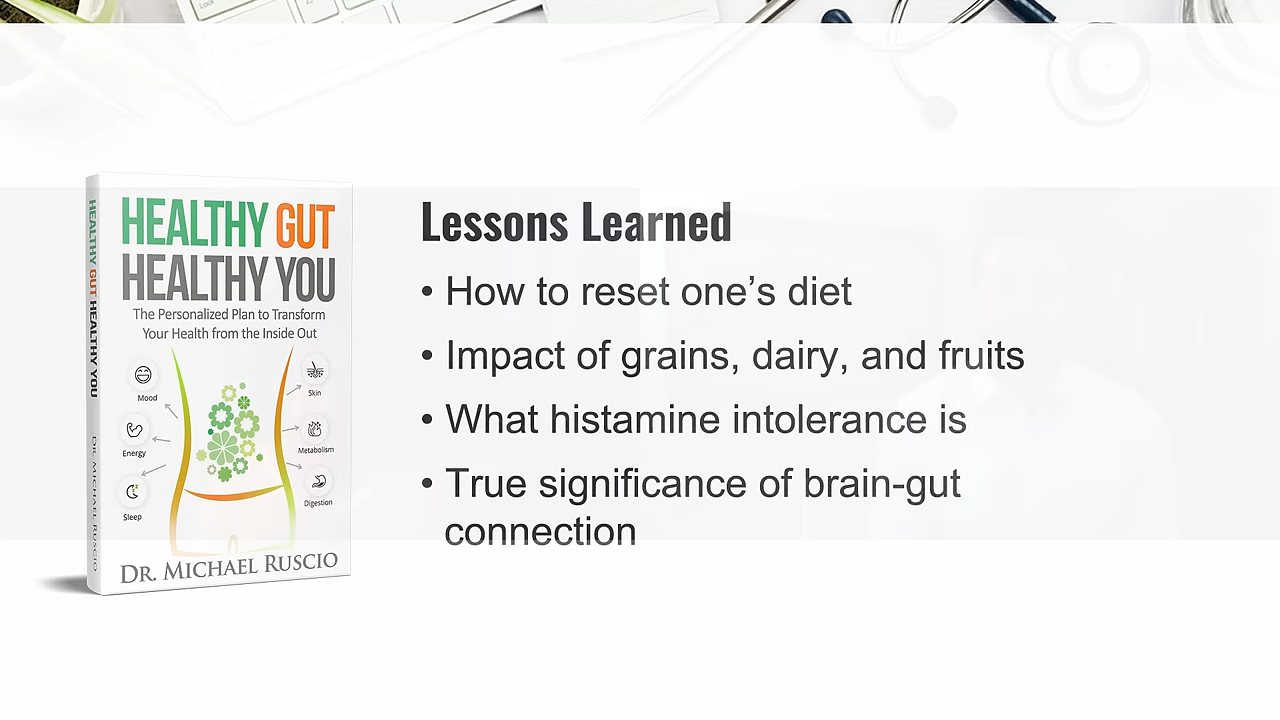 Lock
HEALTHY GUT
HEALTHY YOU
The Personalized Plan to Transform
Your Health from the Inside Out
Mood
Energy
Sleep
Skin
Metabolism
Digestion
DR. MICHAEL RUSCIO
HEALTHY GUT HEALTHY YOU
DR. MICHAEL RUSCIO
Lessons Learned
• How to reset one’s diet
• Impact of grains, dairy, and fruits
• What histamine intolerance is
• True significance of brain-gut
connection